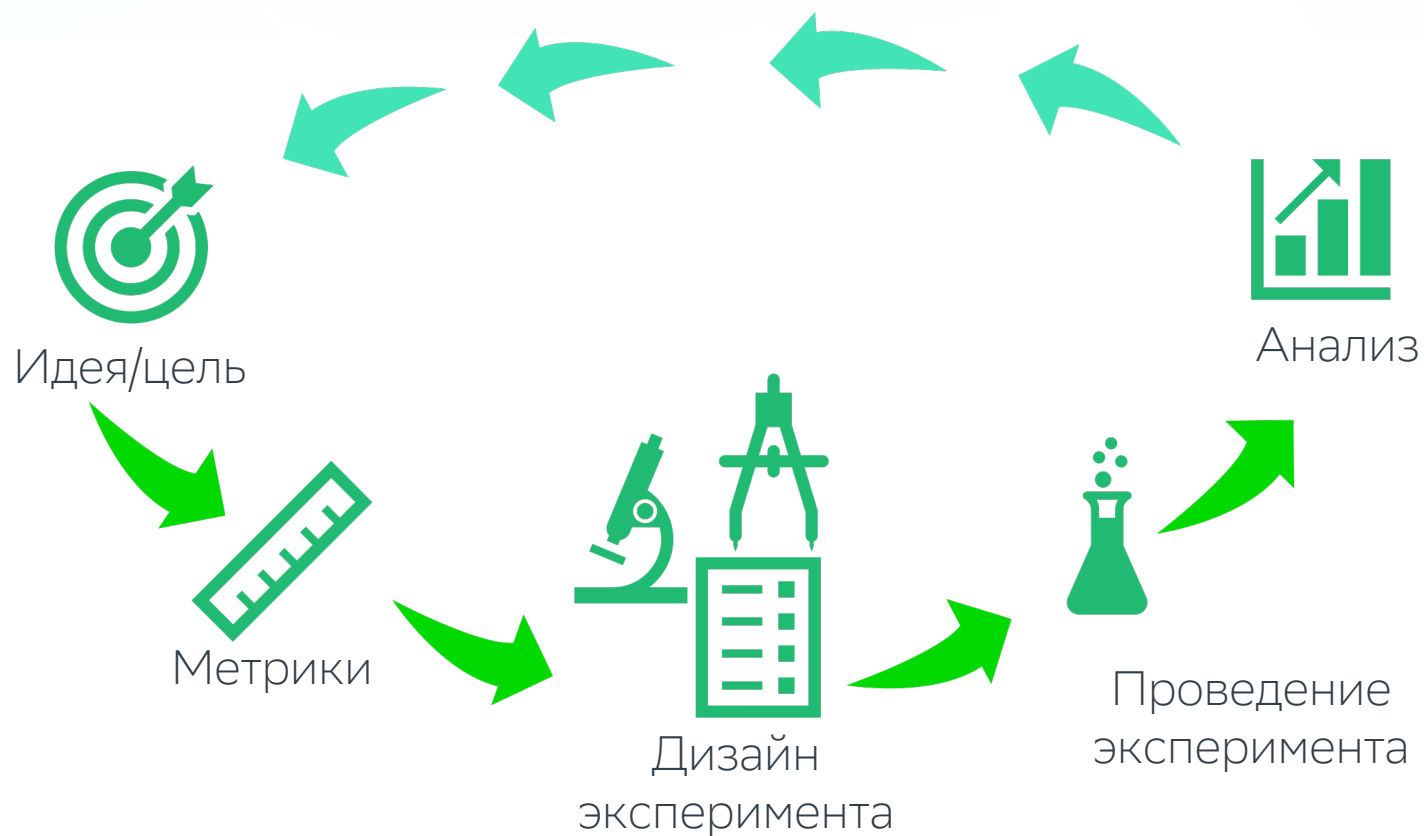 Идея/цель
Метрики
Дизайн
эксперимента
Проведение
эксперимента
Анализ